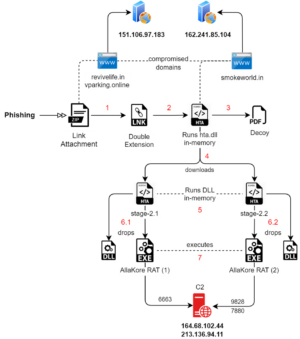 151.106.97.183
162.241.85.104
WWW
WWW
revivelife.in
vparking.online
compromised
domains
smokeworld.in
Phishing
1
2
3
ZIP
LNK
HTA
PDF
Link
Attachment
Double
Extension
Runs hta.dll
in-memory
Decoy
4
downloads
HTA
HTA
Runs DLL
in-memory
stage-2.1
5
stage-2.2
6.1
drops
6.2
drops
DLL
EXE
executes
7
EXE
DLL
AllaKore RAT (1)
AllaKore RAT (2)
C2
6663
9828
7880
164.68.102.44
213.136.94.11